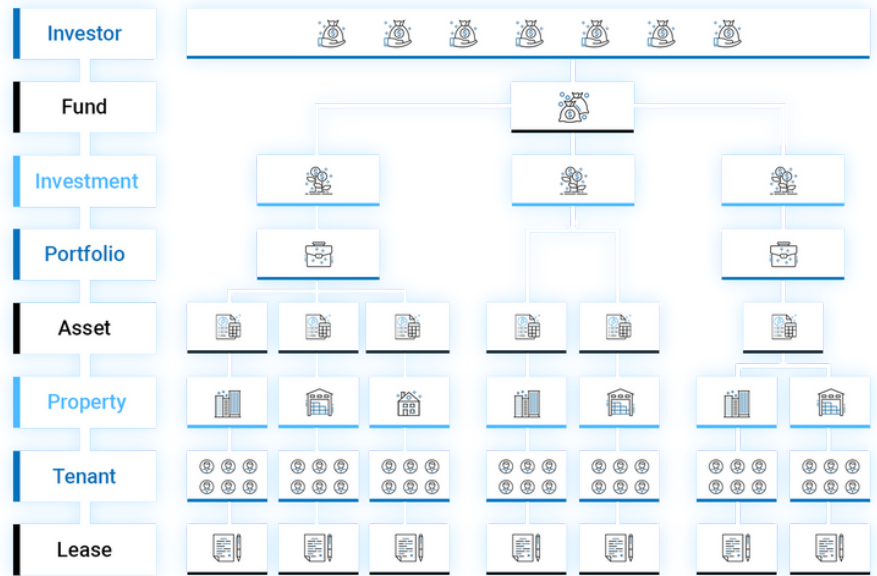 Investor
Fund
Investment
Portfolio
Asset
Property
Tenant
Lease